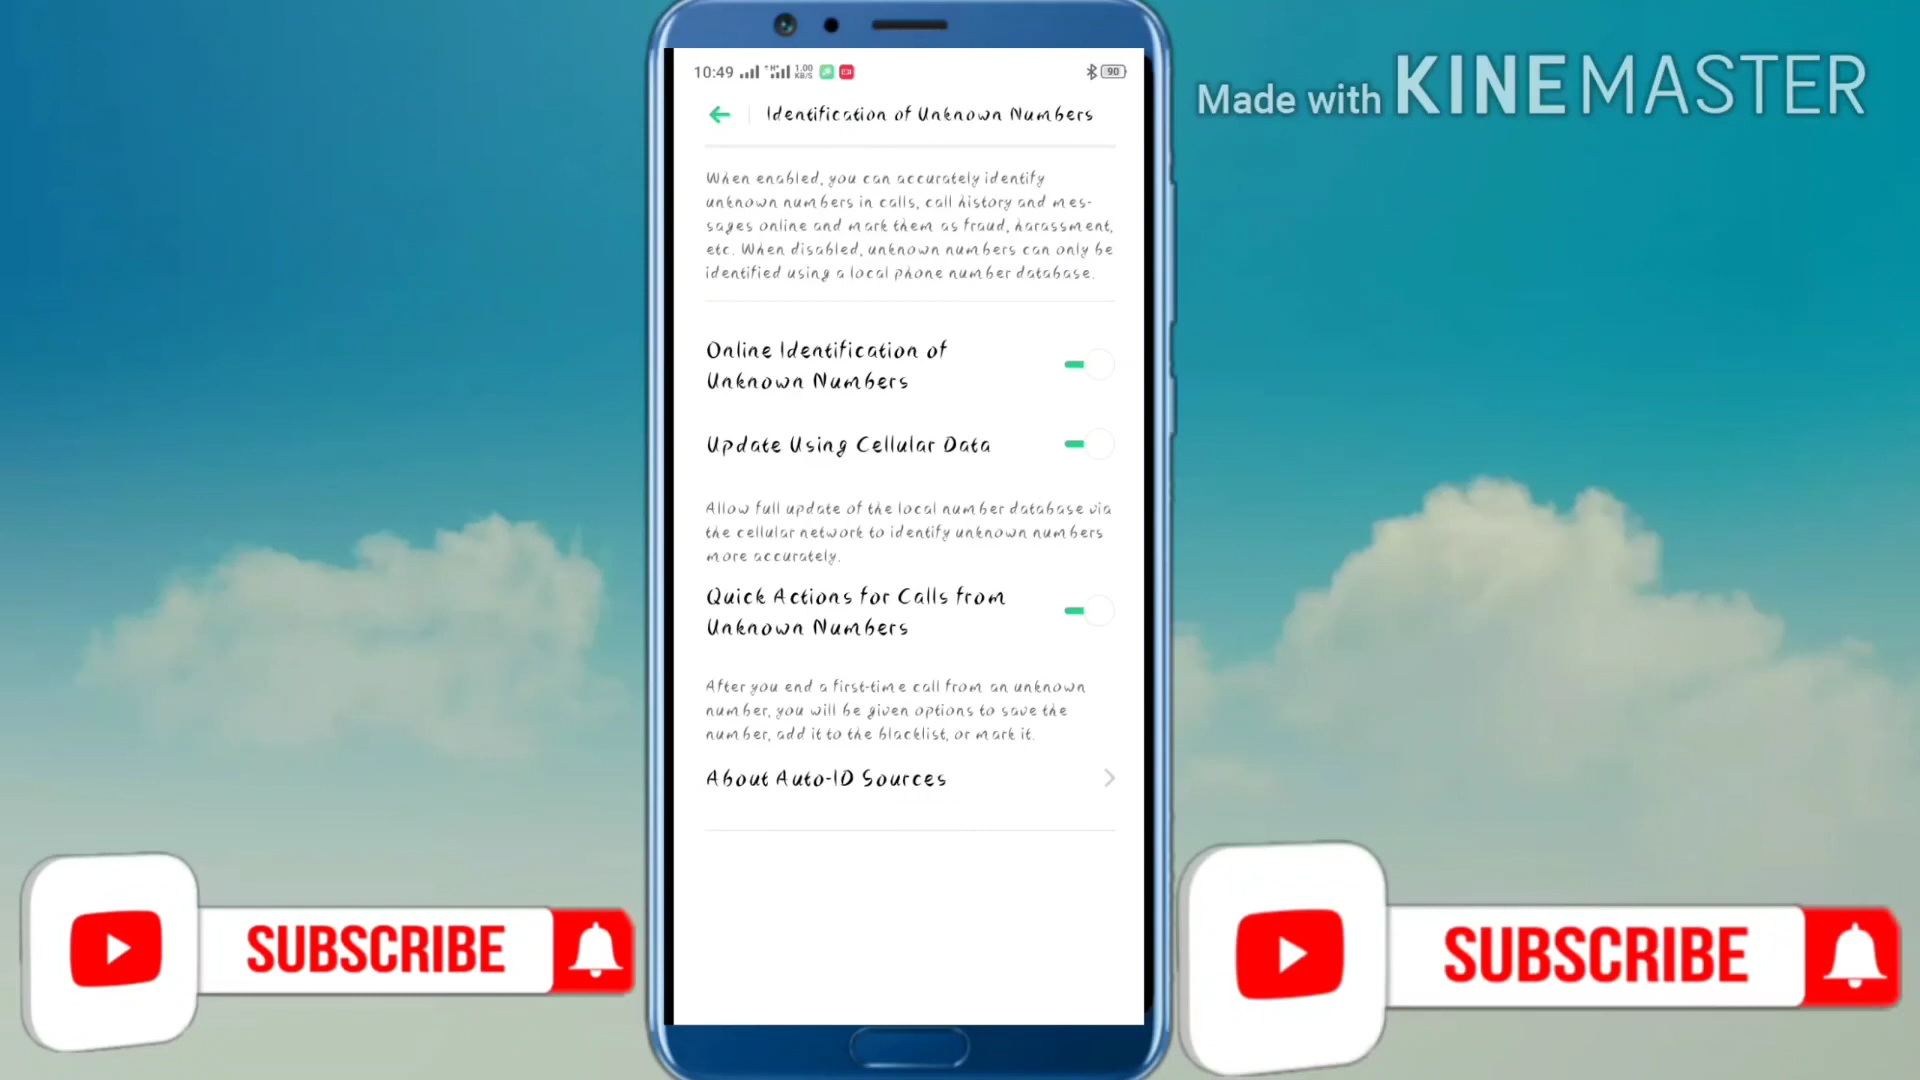 10:49 H+ 1.00 KB/S 90
Identification of Unknown Numbers
When enabled, you can accurately identify
unknown numbers in calls, call history and mes-
sages online and mark them as fraud, harassment,
etc. When disabled, unknown numbers can only be
identified using a local phone number database.
Online Identification of
Unknown Numbers
Update Using Cellular Data
Allow full update of the local number database via
the cellular network to identify unknown numbers
more accurately.
Quick Actions for Calls from
Unknown Numbers
After you end a first-time call from an unknown
number, you will be given options to save the
number, add it to the blacklist, or mark it.
About Auto-ID Sources
Made with KINEMASTER
SUBSCRIBE
SUBSCRIBE